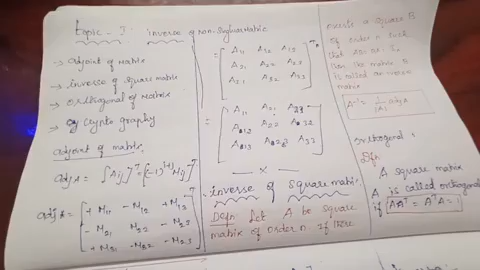 Topic - I: inverse of non-singular Matrix
→ Adjoint of Matrix
→ inverse of square matrix
→ Orthogonal of Matrix
→ Crypto graphy
adjoint of matrix
adj A = [Aij]ᵀ = [(-1)ⁱ⁺ʲ Mij]ᵀ
adj A = [ + M11 - M12 + M13
- M21 M22 - M23
+ M31 - M32 M33 ]ᵀ
= [ A11 A12 A13
A21 A22 A23
A31 A32 A33 ]ᵀ
= [ A11 A21
A12 A22 A32
A13 A23 A33 ]
— x —
inverse of square matrix
Defn Let A be square
matrix of order n. If there
exists a square B
of order n such
that AB = BA = In
then the matrix B
is called an inverse
matrix
A⁻¹ = 1/|A| adj A
Orthogonal :
Defn
A square matrix
A is called orthogonal
if AAᵀ = AᵀA = I